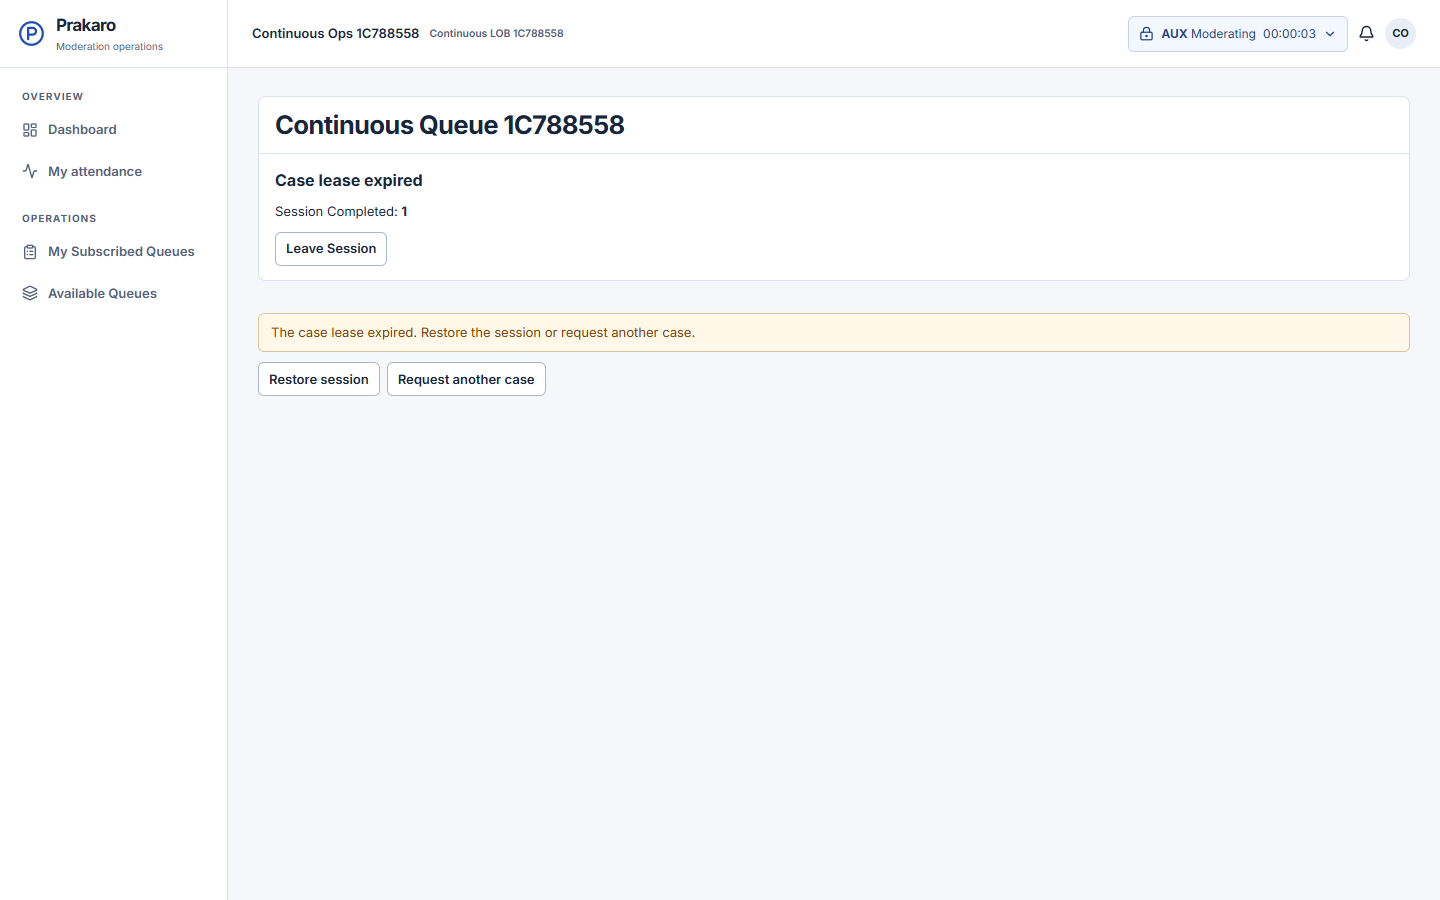 Prakaro
Moderation operations
Continuous Ops 1C788558 Continuous LOB 1C788558
AUX Moderating 00:00:03
CO
OVERVIEW
Dashboard
My attendance
OPERATIONS
My Subscribed Queues
Available Queues
Continuous Queue 1C788558
Case lease expired
Session Completed: 1
Leave Session
The case lease expired. Restore the session or request another case.
Restore session
Request another case